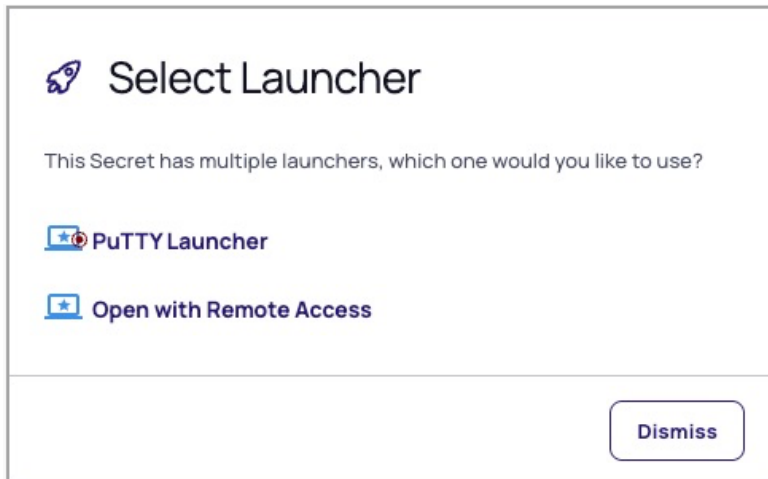 Select Launcher
This Secret has multiple launchers, which one would you like to use?
PuTTY Launcher
Open with Remote Access
Dismiss